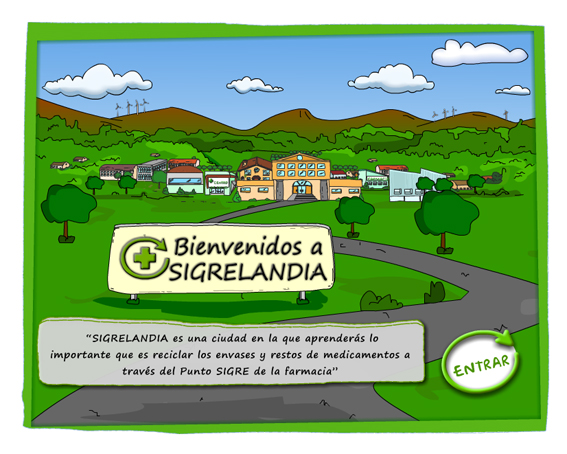 Bienvenidos a
SIGRELANDIA
“SIGRELANDIA es una ciudad en la que aprenderás lo
importante que es reciclar los envases y restos de medicamentos a
través del Punto SIGRE de la farmacia”
ENTRAR